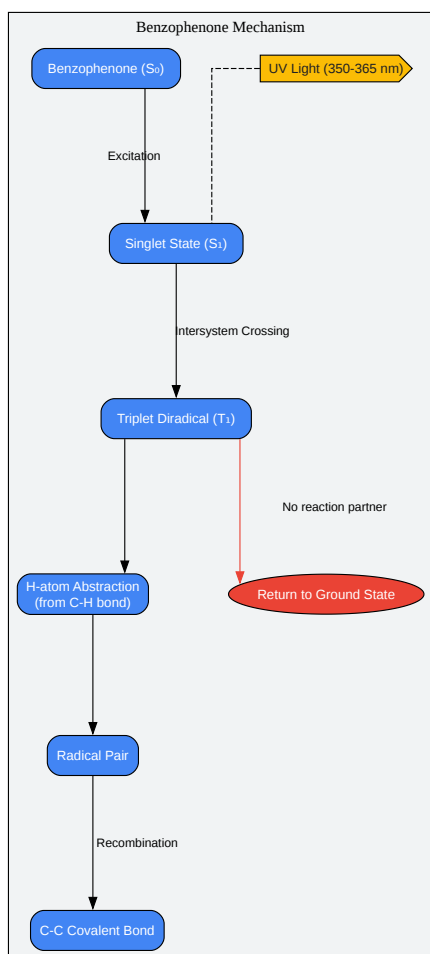 Benzophenone Mechanism
Benzophenone (S₀)
UV Light (350-365 nm)
Excitation
Singlet State (S₁)
Intersystem Crossing
Triplet Diradical (T₁)
No reaction partner
H-atom Abstraction
(from C-H bond)
Return to Ground State
Radical Pair
Recombination
C-C Covalent Bond